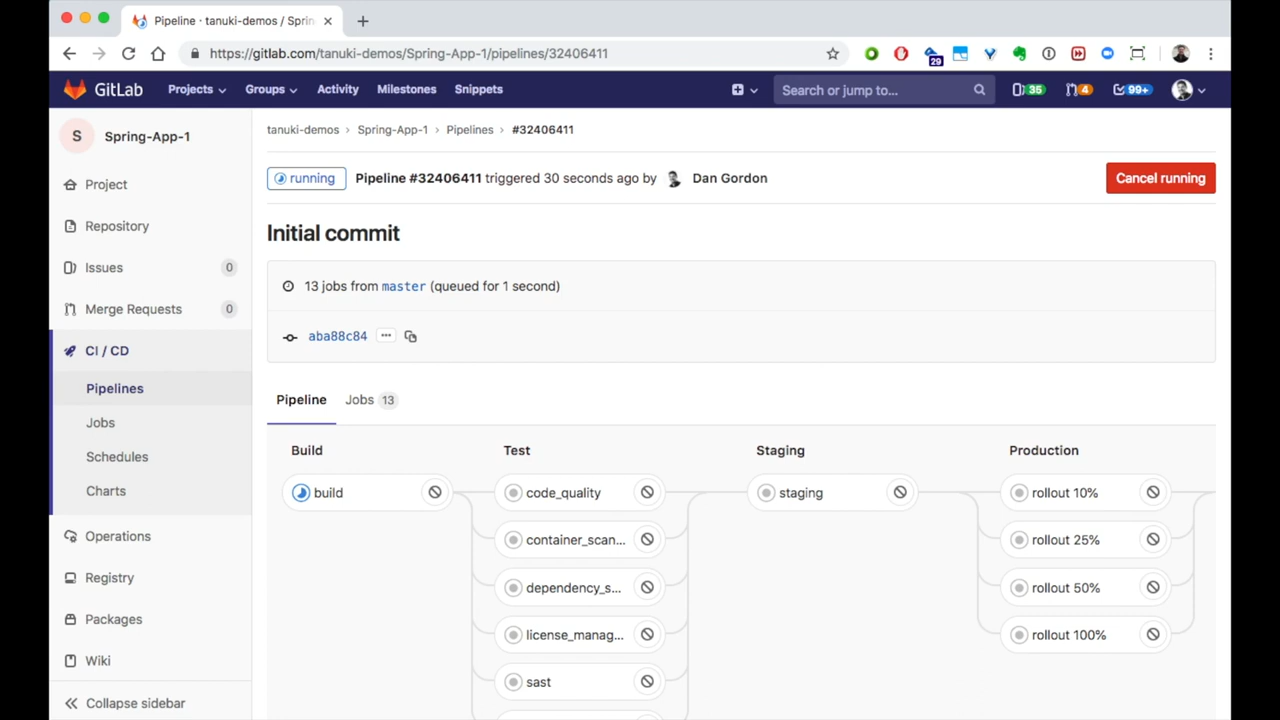 Pipeline · tanuki-demos / Sprin
https://gitlab.com/tanuki-demos/Spring-App-1/pipelines/32406411
29
GitLab
Projects
Groups
Activity
Milestones
Snippets
Search or jump to...
35
4
99+
S
Spring-App-1
Project
Repository
Issues
0
Merge Requests
0
CI / CD
Pipelines
Jobs
Schedules
Charts
Operations
Registry
Packages
Wiki
Collapse sidebar
tanuki-demos › Spring-App-1 › Pipelines › #32406411
running
Pipeline #32406411 triggered 30 seconds ago by Dan Gordon
Cancel running
Initial commit
13 jobs from master (queued for 1 second)
aba88c84
Pipeline
Jobs 13
Build
build
Test
code_quality
container_scan...
dependency_s...
license_manag...
sast
Staging
staging
Production
rollout 10%
rollout 25%
rollout 50%
rollout 100%